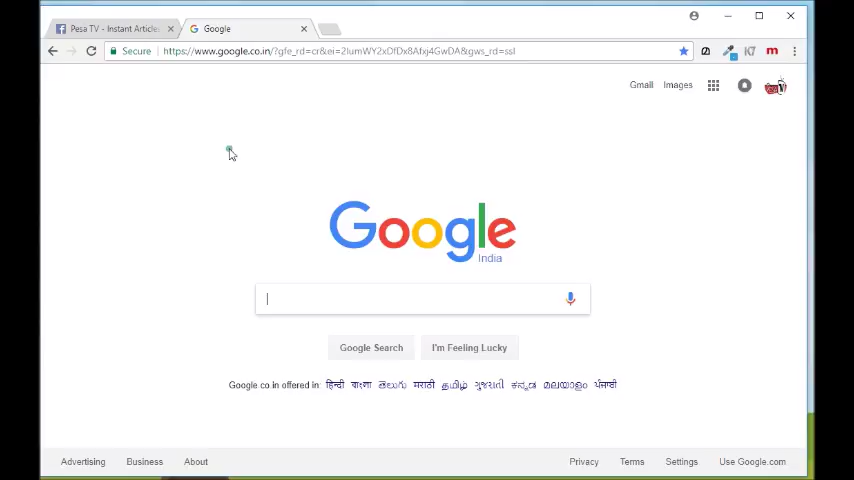 Pesa TV - Instant Articles
Google
Secure https://www.google.co.in/?gfe_rd=cr&ei=2IumWY2xDfDx8Afxj4GwDA&gws_rd=ssl
Gmail Images
Google
India
Google Search I'm Feeling Lucky
Google co in offered in: हिन्दी বাংলা తెలుగు मराठी தமிழ் ગુજરાતી ಕನ್ನಡ മലയാളം ਪੰਜਾਬੀ
Advertising Business About Privacy Terms Settings Use Google.com